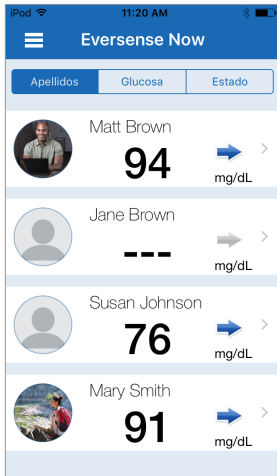 iPod 11:20 AM
Eversense Now
Apellidos Glucosa Estado
Matt Brown
94
mg/dL
Jane Brown
---
mg/dL
Susan Johnson
76
mg/dL
Mary Smith
91
mg/dL